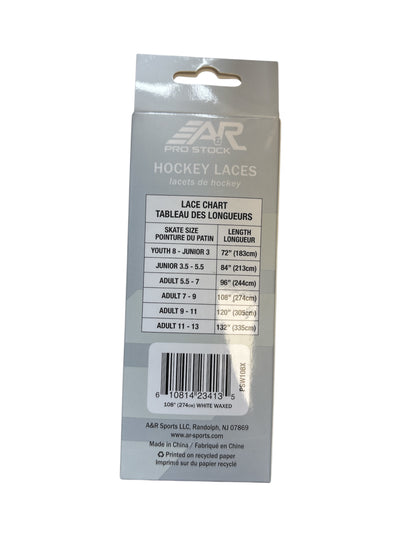 A&R
PRO STOCK
HOCKEY LACES
lacets de hockey
LACE CHART
TABLEAU DES LONGUEURS
SKATE SIZE LENGTH
POINTURE DU PATIN LONGUEUR
YOUTH 8 - JUNIOR 3 72" (183cm)
JUNIOR 3.5 - 5.5 84" (213cm)
ADULT 5.5 - 7 96" (244cm)
ADULT 7 - 9 108" (274cm)
ADULT 9 - 11 120" (305cm)
ADULT 11 - 13 132" (335cm)
PSW108X
6 10814 23413 5
108" (274cm) WHITE WAXED
A&R Sports LLC, Randolph, NJ 07869
www.ar-sports.com
Made in China / Fabriqué en Chine
Printed on recycled paper
Imprimé sur du papier recyclé